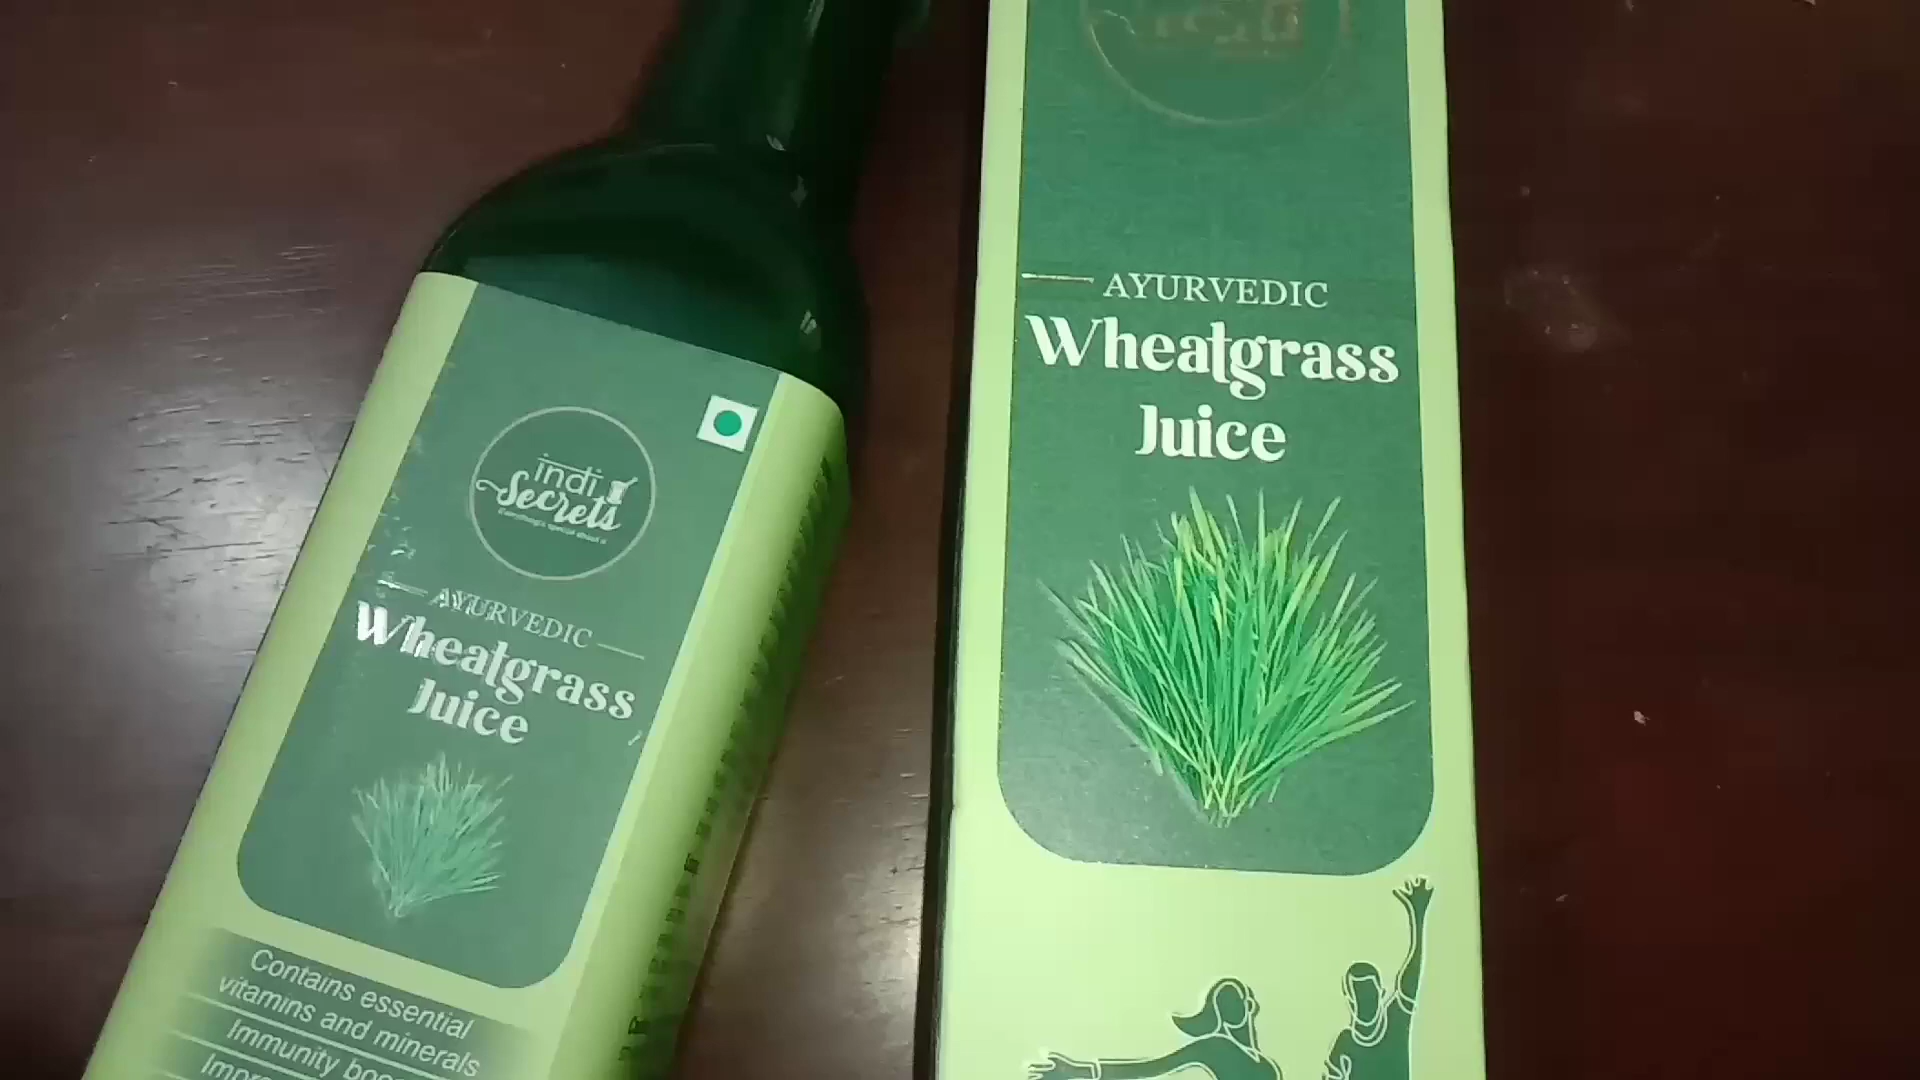 indi
Secrets
AYURVEDIC
Wheatgrass
Juice
Contains essential
vitamins and minerals
Immunity
AYURVEDIC
Wheatgrass
Juice